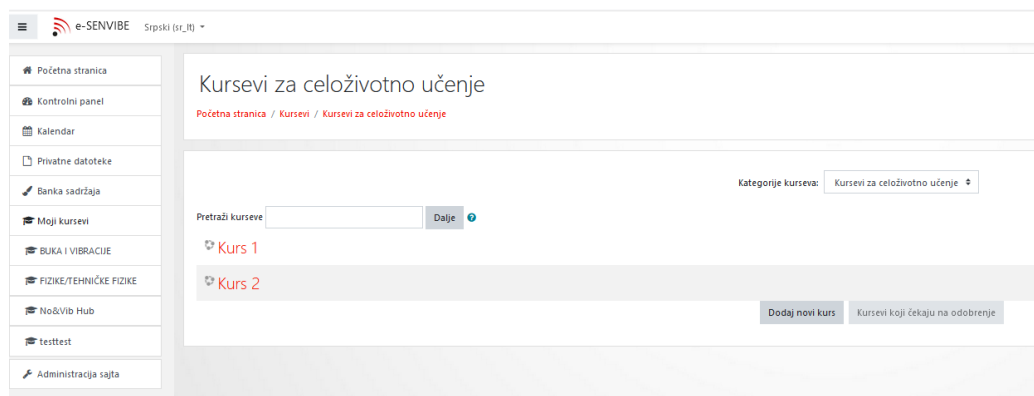 e-SENVIBE Srpski (sr_lt)
Početna stranica
Kontrolni panel
Kalendar
Privatne datoteke
Banka sadržaja
Moji kursevi
BUKA I VIBRACIJE
FIZIKE/TEHNIČKE FIZIKE
No&Vib Hub
testtest
Administracija sajta
Kursevi za celoživotno učenje
Početna stranica / Kursevi / Kursevi za celoživotno učenje
Kategorije kurseva: Kursevi za celoživotno učenje
Pretraži kurseve Dalje ?
Kurs 1
Kurs 2
Dodaj novi kurs Kursevi koji čekaju na odobrenje